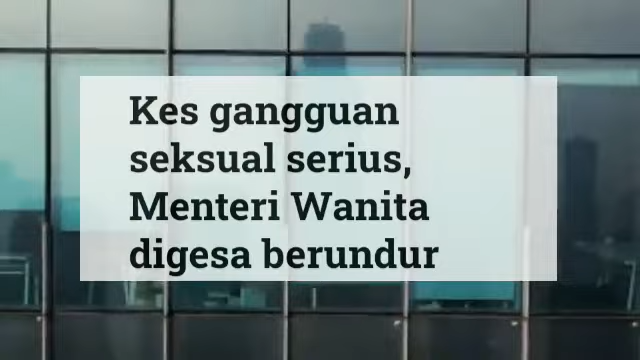 Kes gangguan
seksual serius,
Menteri Wanita
digesa berundur